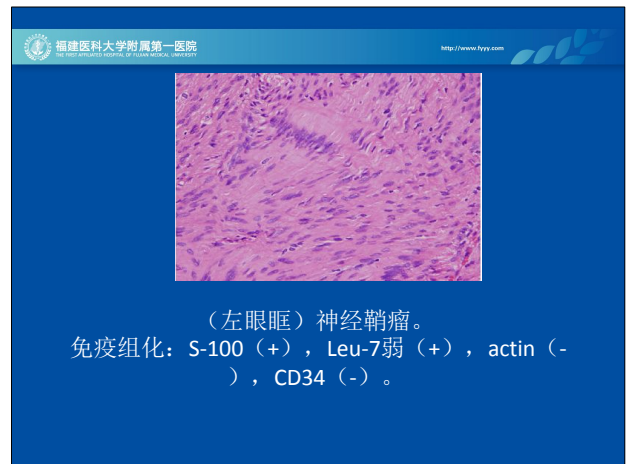 福建医科大学附属第一医院
THE FIRST AFFILIATED HOSPITAL OF FUJIAN MEDICAL UNIVERSITY
http://www.fyyy.com
（左眼眶）神经鞘瘤。
免疫组化：S-100（+），Leu-7弱（+），actin（-
），CD34（-）。